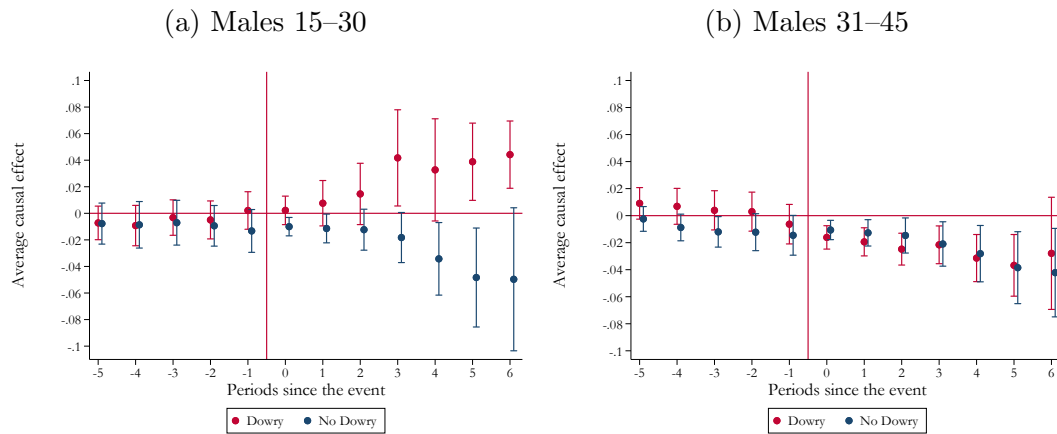 (a) Males 15–30
.1
.08
.06
.04
.02
0
-.02
-.04
-.06
-.08
-.1
Average causal effect
-5 -4 -3 -2 -1 0 1 2 3 4 5 6
Periods since the event
Dowry No Dowry
(b) Males 31–45
.1
.08
.06
.04
.02
0
-.02
-.04
-.06
-.08
-.1
Average causal effect
-5 -4 -3 -2 -1 0 1 2 3 4 5 6
Periods since the event
Dowry No Dowry